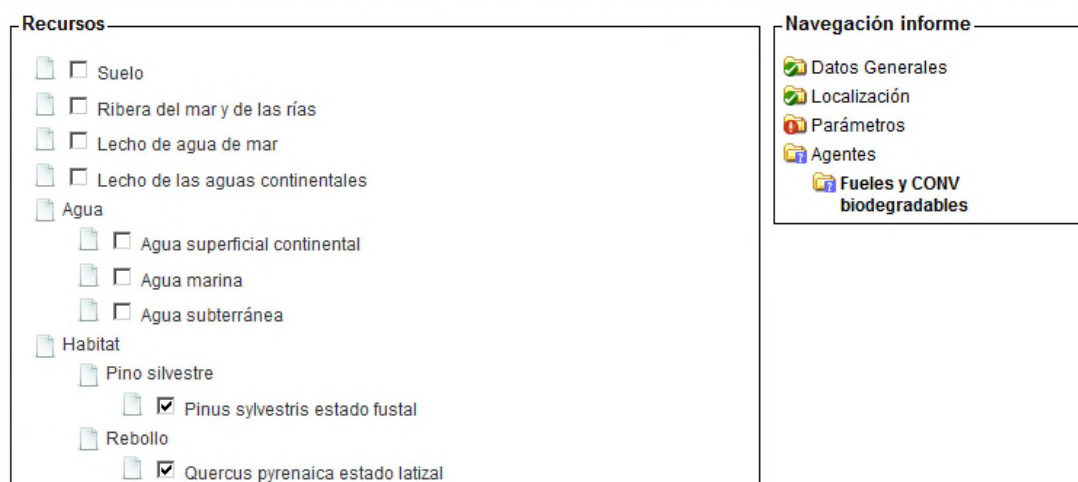 Recursos
Suelo
Ribera del mar y de las rías
Lecho de agua de mar
Lecho de las aguas continentales
Agua
Agua superficial continental
Agua marina
Agua subterránea
Habitat
Pino silvestre
Pinus sylvestris estado fustal
Rebollo
Quercus pyrenaica estado latizal
Navegación informe
Datos Generales
Localización
Parámetros
Agentes
Fueles y CONV
biodegradables